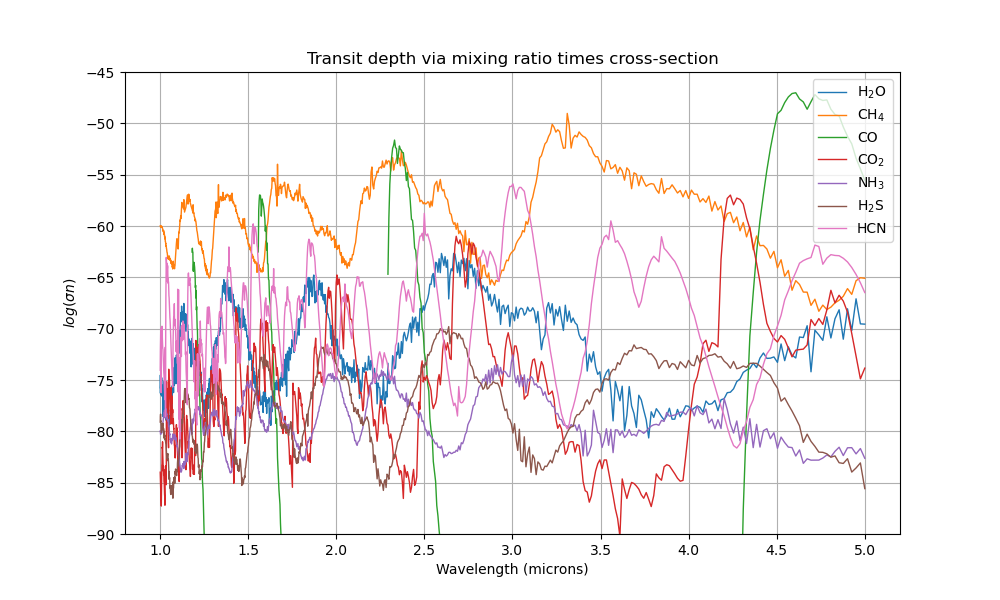 Transit depth via mixing ratio times cross-section
log(σn)
−45
−50
−55
−60
−65
−70
−75
−80
−85
−90
1.0 1.5 2.0 2.5 3.0 3.5 4.0 4.5 5.0
Wavelength (microns)
H₂O
CH₄
CO
CO₂
NH₃
H₂S
HCN